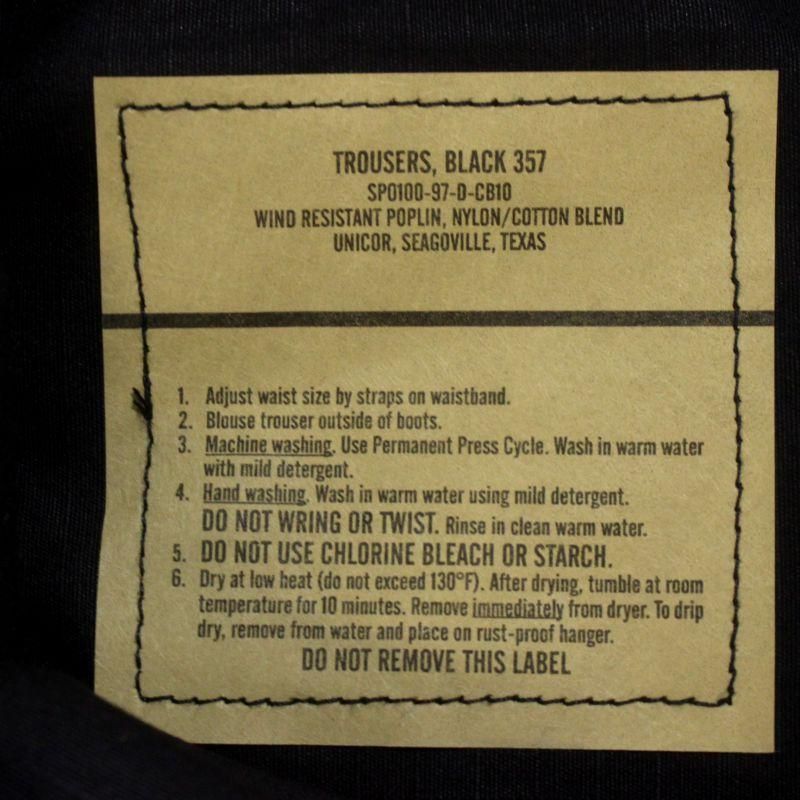 TROUSERS, BLACK 357
SP0100-97-D-CB10
WIND RESISTANT POPLIN, NYLON/COTTON BLEND
UNICOR, SEAGOVILLE, TEXAS
1. Adjust waist size by straps on waistband.
2. Blouse trouser outside of boots.
3. Machine washing. Use Permanent Press Cycle. Wash in warm water
with mild detergent.
4. Hand washing. Wash in warm water using mild detergent.
DO NOT WRING OR TWIST. Rinse in clean warm water.
5. DO NOT USE CHLORINE BLEACH OR STARCH.
6. Dry at low heat (do not exceed 130°F). After drying, tumble at room
temperature for 10 minutes. Remove immediately from dryer. To drip
dry, remove from water and place on rust-proof hanger.
DO NOT REMOVE THIS LABEL